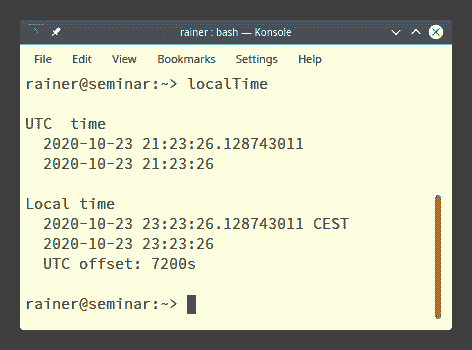 rainer : bash — Konsole
File Edit View Bookmarks Settings Help
rainer@seminar:~> localTime
UTC  time
  2020-10-23 21:23:26.128743011
  2020-10-23 21:23:26
Local time
  2020-10-23 23:23:26.128743011 CEST
  2020-10-23 23:23:26
  UTC offset: 7200s
rainer@seminar:~>